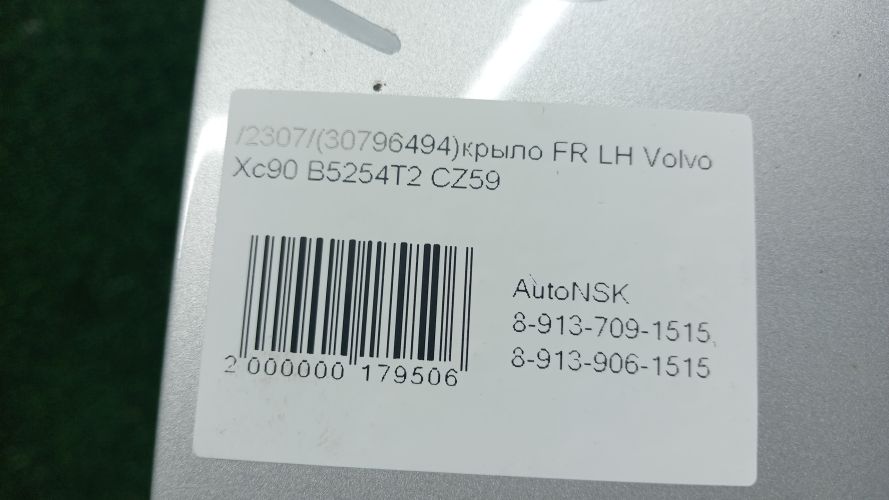 /2307/(30796494)крыло FR LH Volvo
Xc90 B5254T2 CZ59
AutoNSK
8-913-709-1515,
8-913-906-1515
2 000000 179506